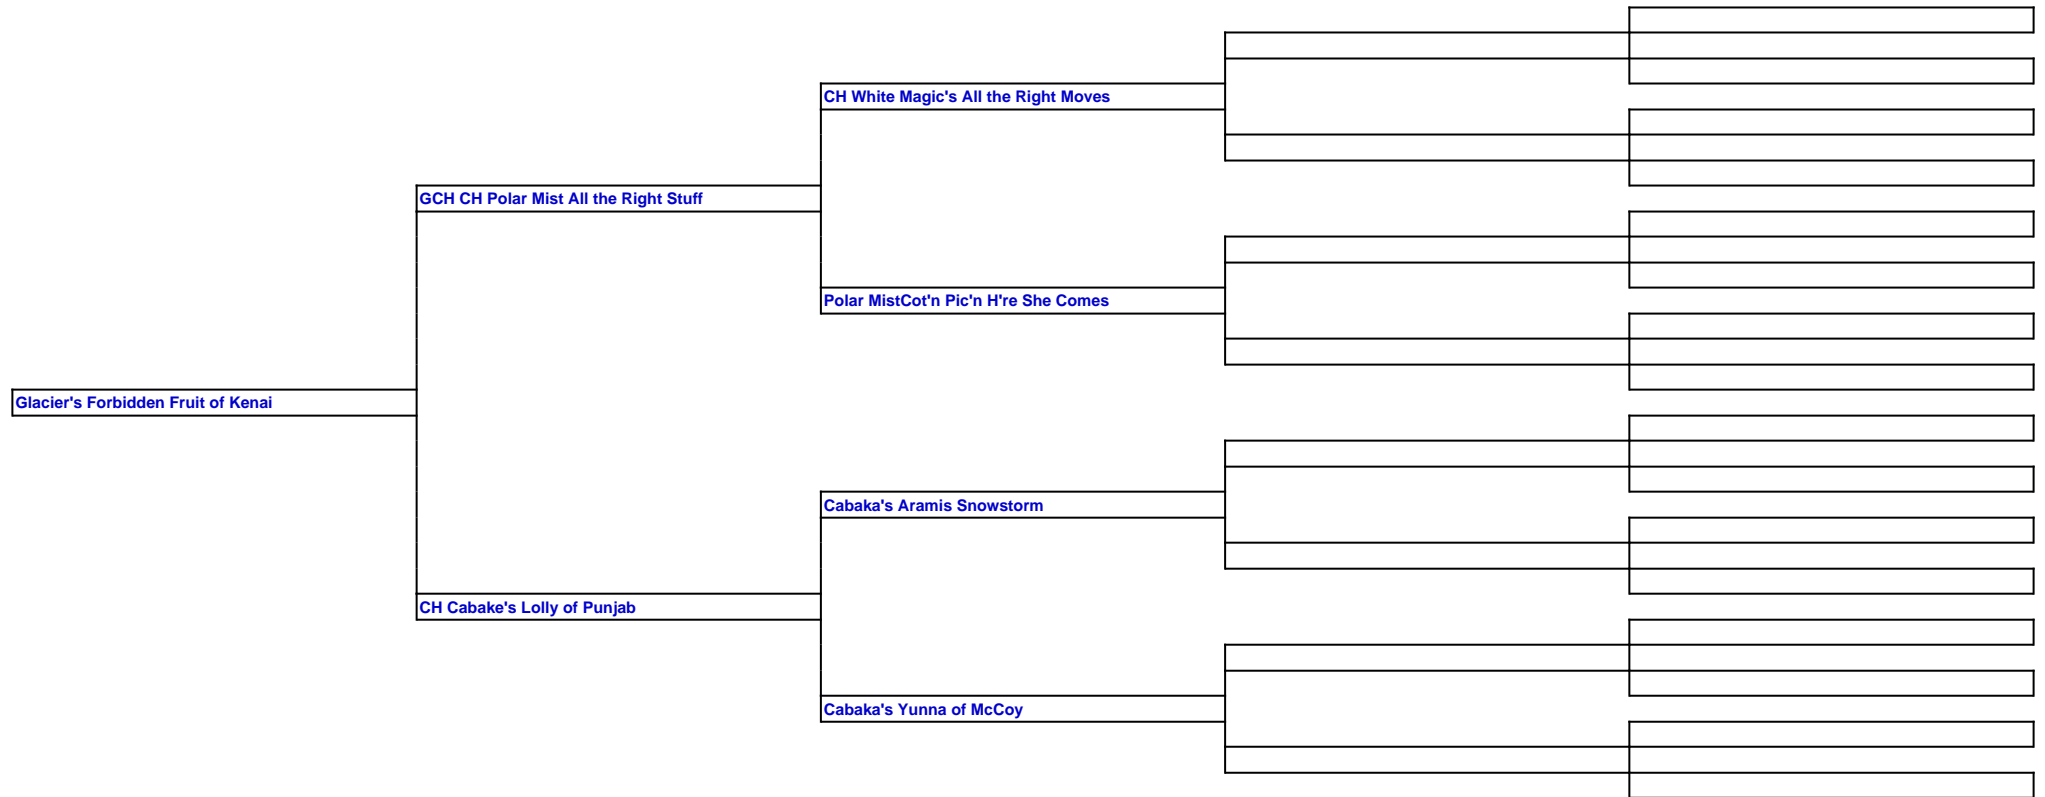 CH White Magic's All the Right Moves
GCH CH Polar Mist All the Right Stuff
Polar MistCot'n Pic'n H're She Comes
Glacier's Forbidden Fruit of Kenai
Cabaka's Aramis Snowstorm
CH Cabake's Lolly of Punjab
Cabaka's Yunna of McCoy